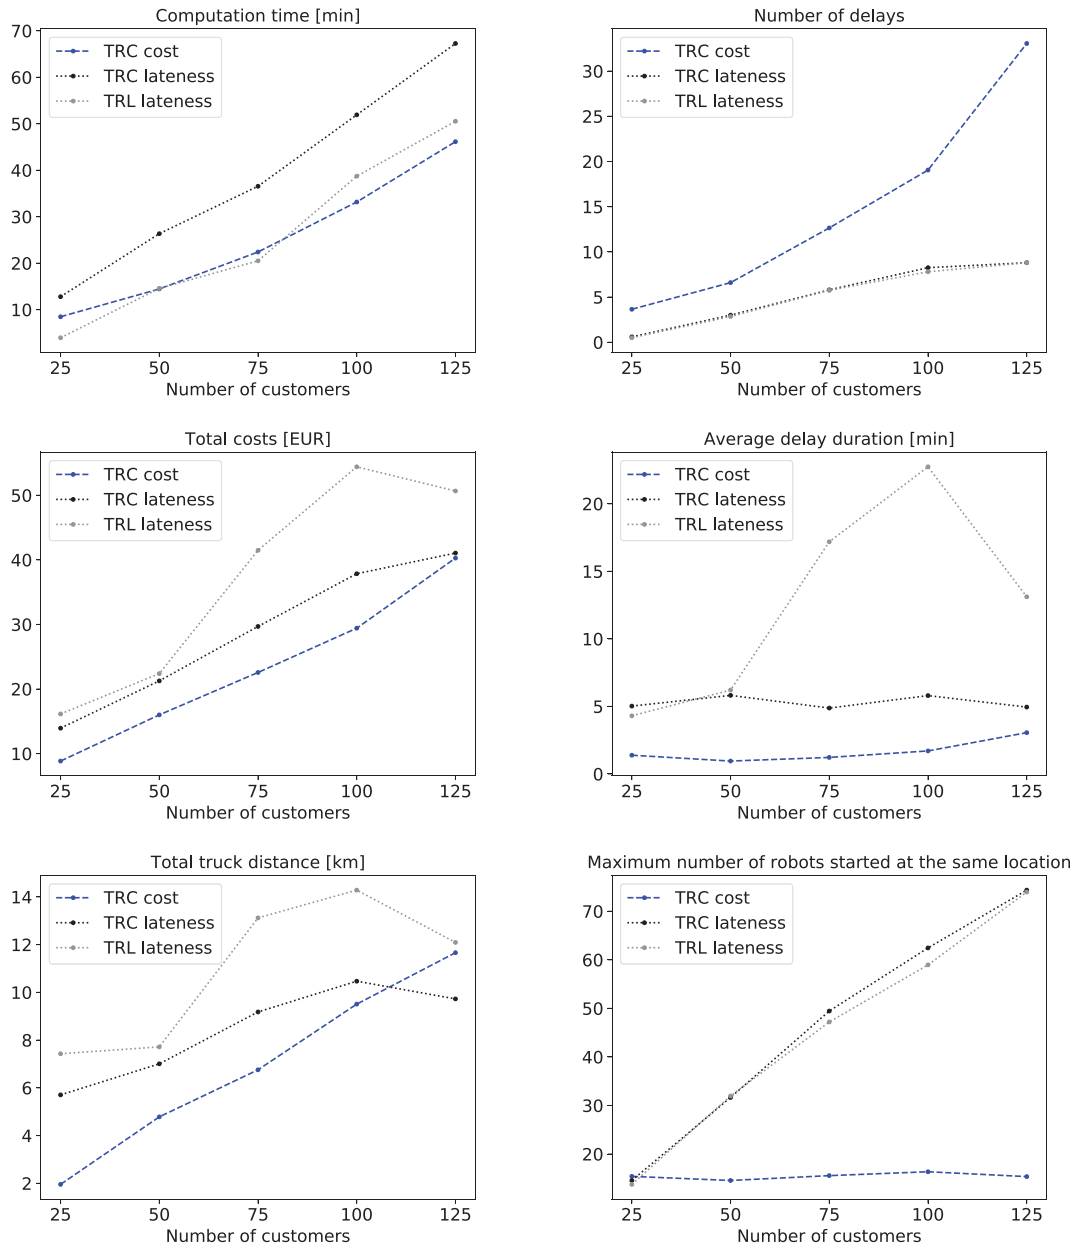 Computation time [min]
70
60
50
40
30
20
10
TRC cost
TRC lateness
TRL lateness
25 50 75 100 125
Number of customers
Number of delays
30
25
20
15
10
5
0
TRC cost
TRC lateness
TRL lateness
25 50 75 100 125
Number of customers
Total costs [EUR]
50
40
30
20
10
TRC cost
TRC lateness
TRL lateness
25 50 75 100 125
Number of customers
Average delay duration [min]
20
15
10
5
0
TRC cost
TRC lateness
TRL lateness
25 50 75 100 125
Number of customers
Total truck distance [km]
14
12
10
8
6
4
2
TRC cost
TRC lateness
TRL lateness
25 50 75 100 125
Number of customers
Maximum number of robots started at the same location
70
60
50
40
30
20
TRC cost
TRC lateness
TRL lateness
25 50 75 100 125
Number of customers